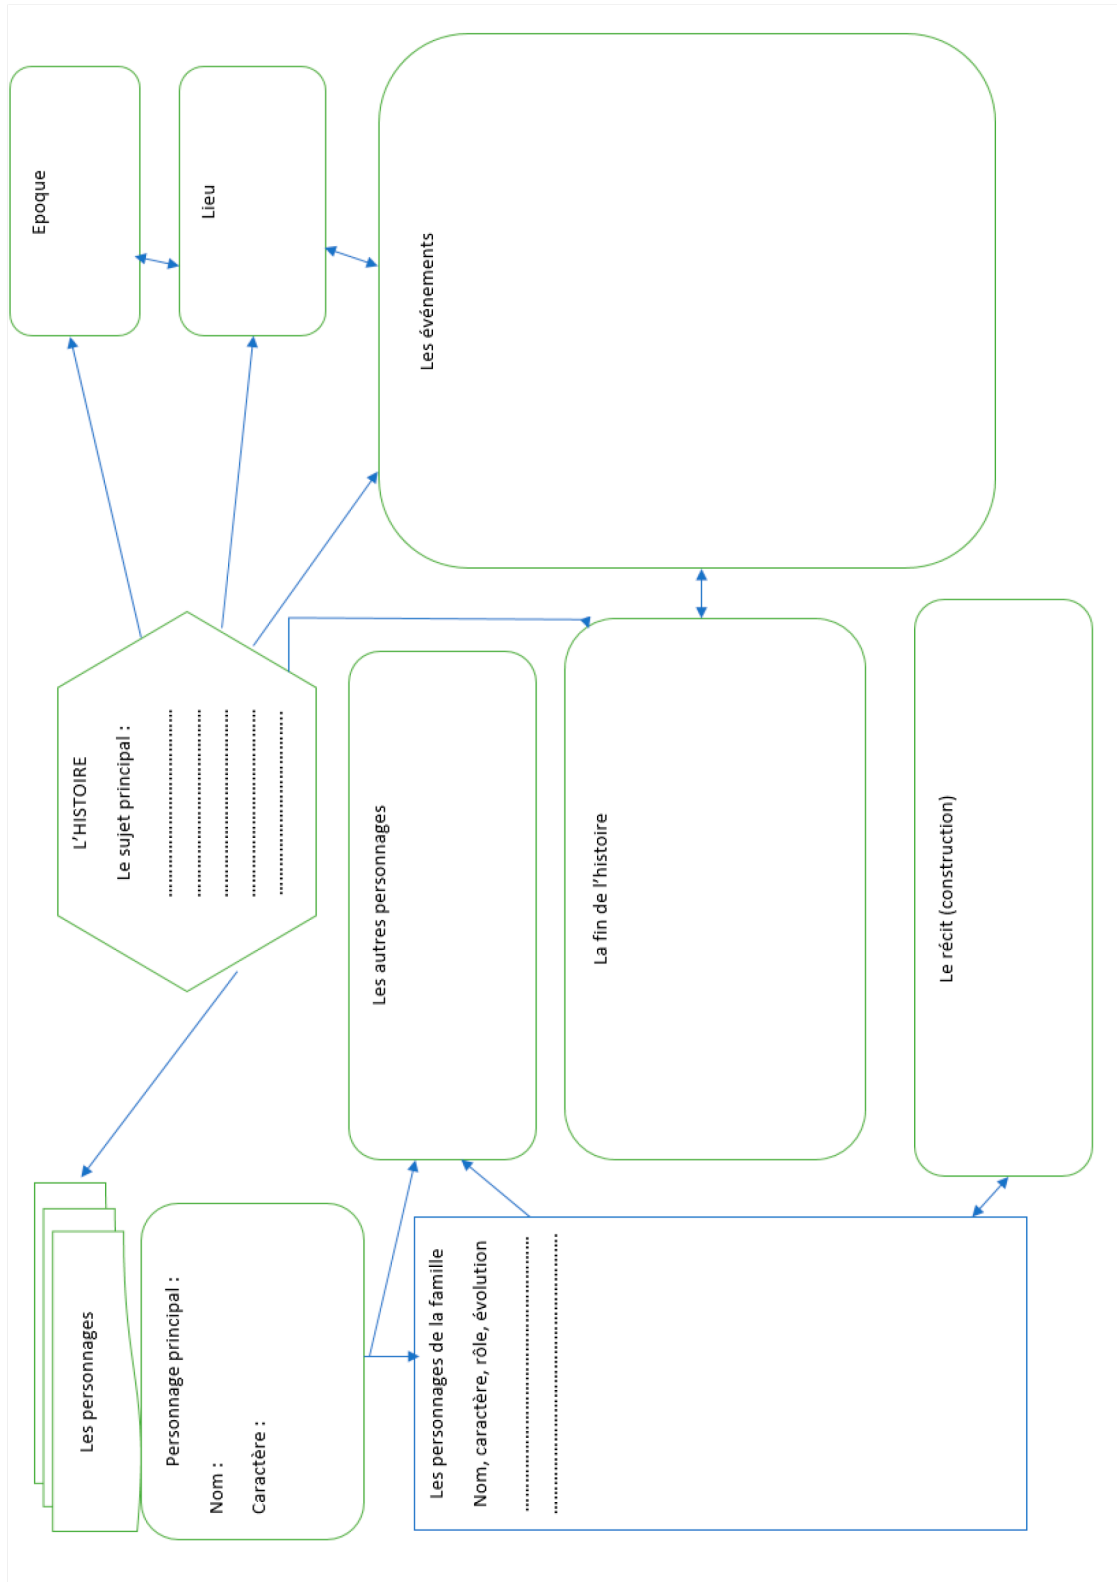 Les personnages
Personnage principal :
Nom :
Caractère :
Les personnages de la famille
Nom, caractère, rôle, évolution
................................................................
................................................................
L'HISTOIRE
Le sujet principal :
............................................
............................................
............................................
............................................
............................................
Les autres personnages
La fin de l'histoire
Le récit (construction)
Epoque
Lieu
Les événements